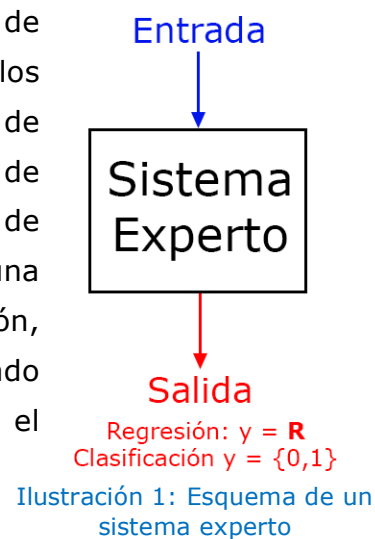 de
los
de
de
de
una
ón,
ndo
el
Entrada
Sistema
Experto
Salida
Regresión: y = R
Clasificación y = {0,1}
Ilustración 1: Esquema de un
sistema experto